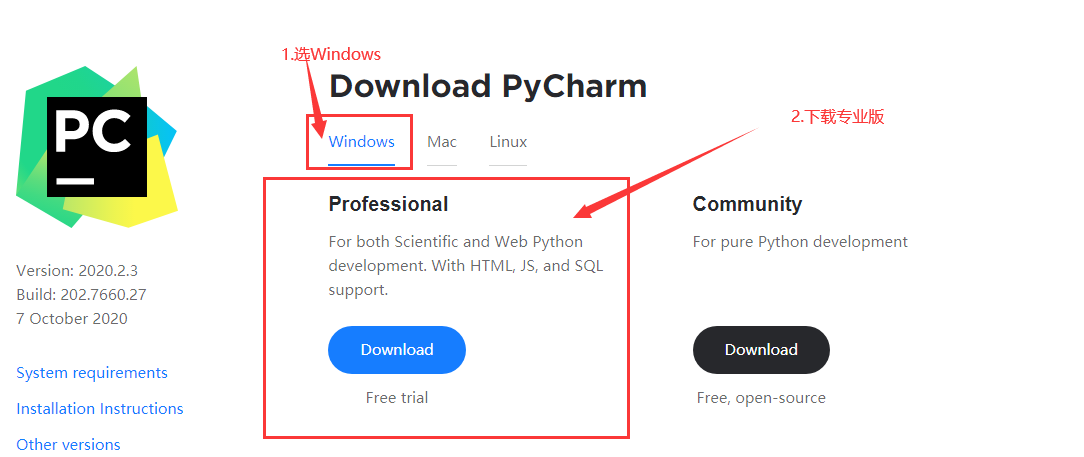 1.选Windows
Download PyCharm
2.下载专业版
PC
Windows
Mac
Linux
Professional
For both Scientific and Web Python
development. With HTML, JS, and SQL
support.
Download
Free trial
Community
For pure Python development
Download
Free, open-source
Version: 2020.2.3
Build: 202.7660.27
7 October 2020
System requirements
Installation Instructions
Other versions